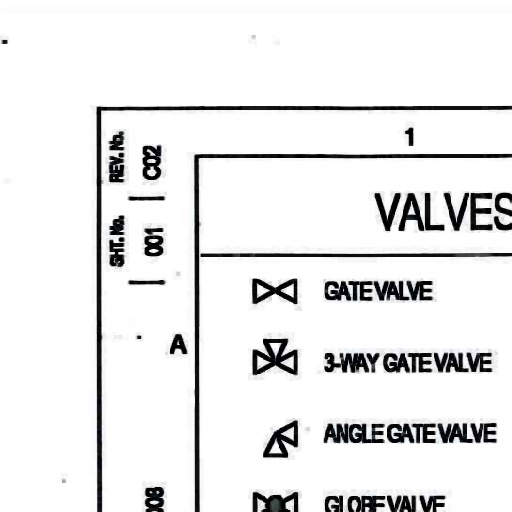 REV. No.
C02
1
SHT. No.
001
VALVES
GATE VALVE
A
3-WAY GATE VALVE
ANGLE GATE VALVE
GLOBE VALVE